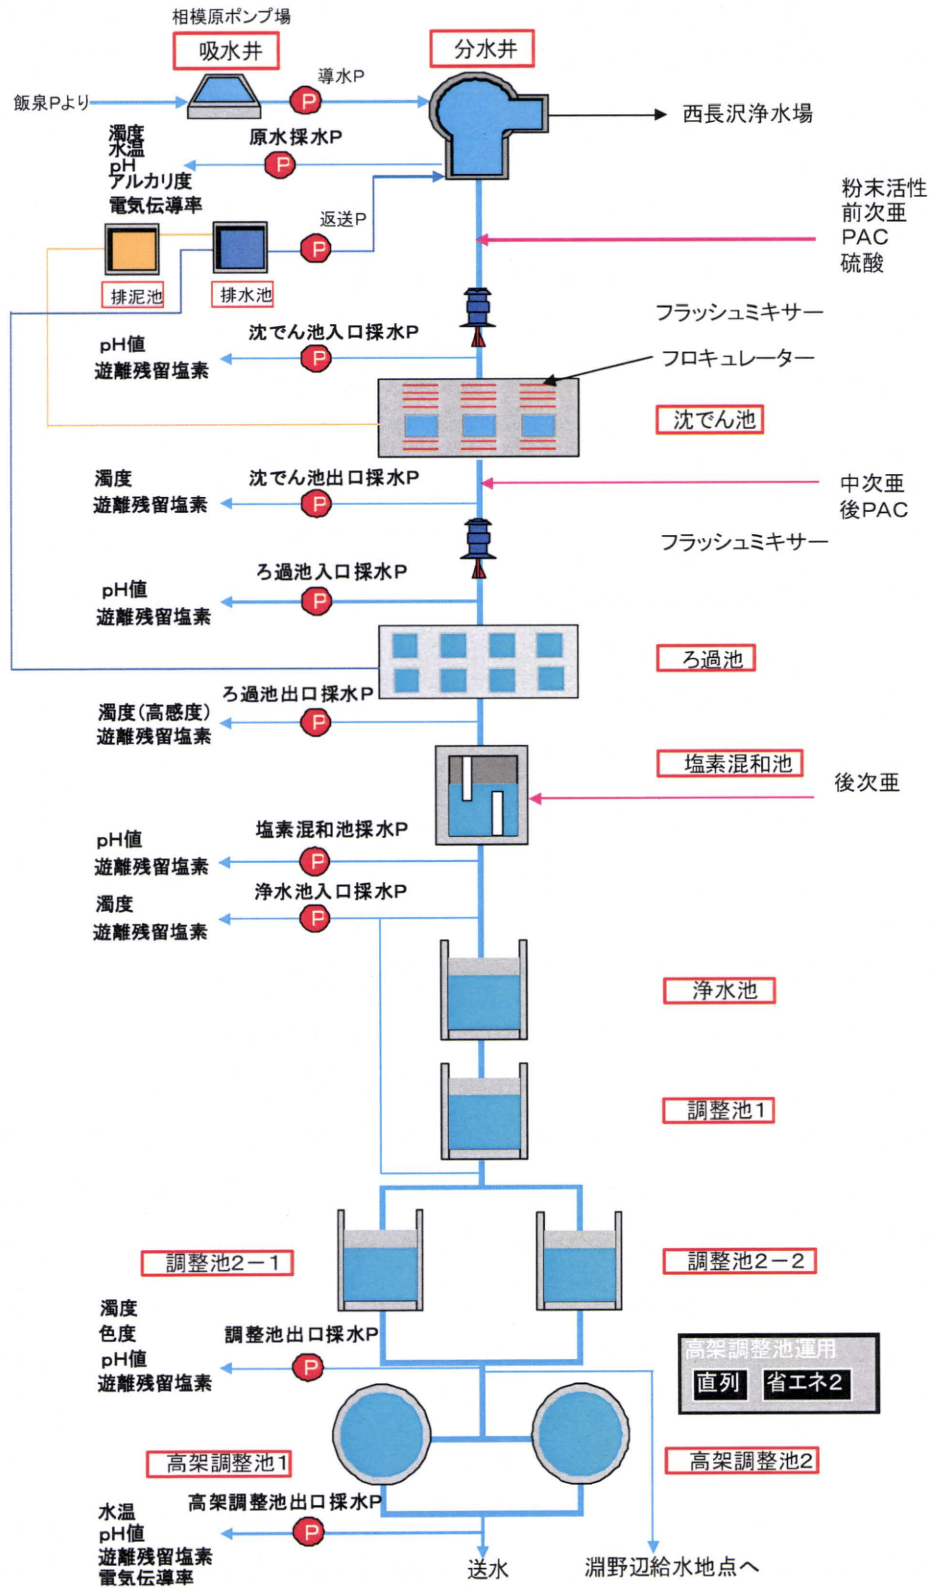 相模原ポンプ場
吸水井
分水井
飯泉Pより
導水P
P
西長沢浄水場
濁度
水温
pH
アルカリ度
電気伝導率
原水採水P
P
返送P
P
排泥池
排水池
粉末活性
前次亜
PAC
硫酸
フラッシュミキサー
pH値
遊離残留塩素
沈でん池入口採水P
P
フロキュレーター
沈でん池
濁度
遊離残留塩素
沈でん池出口採水P
P
中次亜
後PAC
フラッシュミキサー
pH値
遊離残留塩素
ろ過池入口採水P
P
ろ過池
濁度(高感度)
遊離残留塩素
ろ過池出口採水P
P
塩素混和池
後次亜
pH値
遊離残留塩素
塩素混和池採水P
P
濁度
遊離残留塩素
浄水池入口採水P
P
浄水池
調整池1
調整池2-1
調整池2-2
濁度
色度
pH値
遊離残留塩素
調整池出口採水P
P
高架調整池運用
直列 省エネ2
高架調整池1
高架調整池2
水温
pH値
遊離残留塩素
電気伝導率
高架調整池出口採水P
P
送水
淵野辺給水地点へ